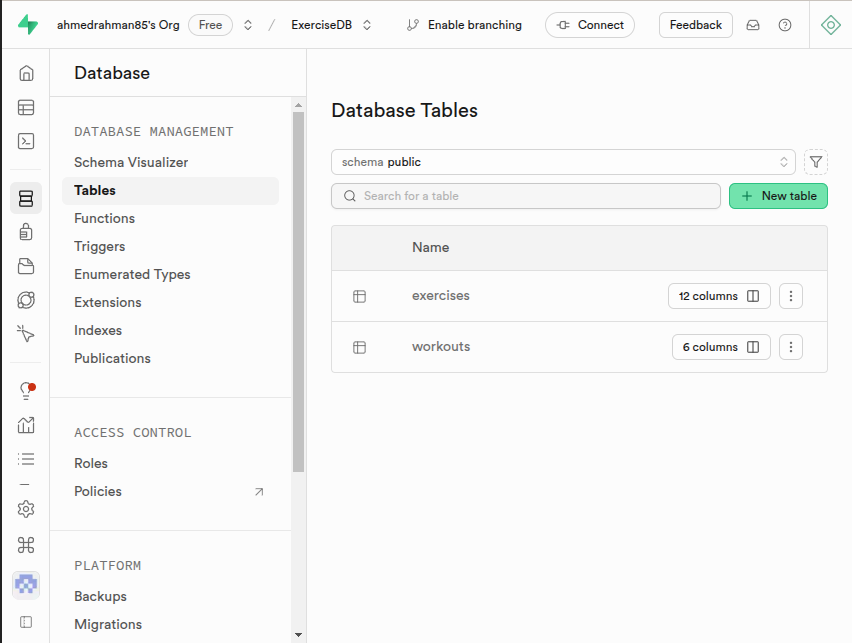 ahmedrahman85's Org Free ExerciseDB Enable branching Connect Feedback
Database
DATABASE MANAGEMENT
Schema Visualizer
Tables
Functions
Triggers
Enumerated Types
Extensions
Indexes
Publications
ACCESS CONTROL
Roles
Policies
PLATFORM
Backups
Migrations
Database Tables
schema public
Search for a table
New table
Name
exercises 12 columns
workouts 6 columns